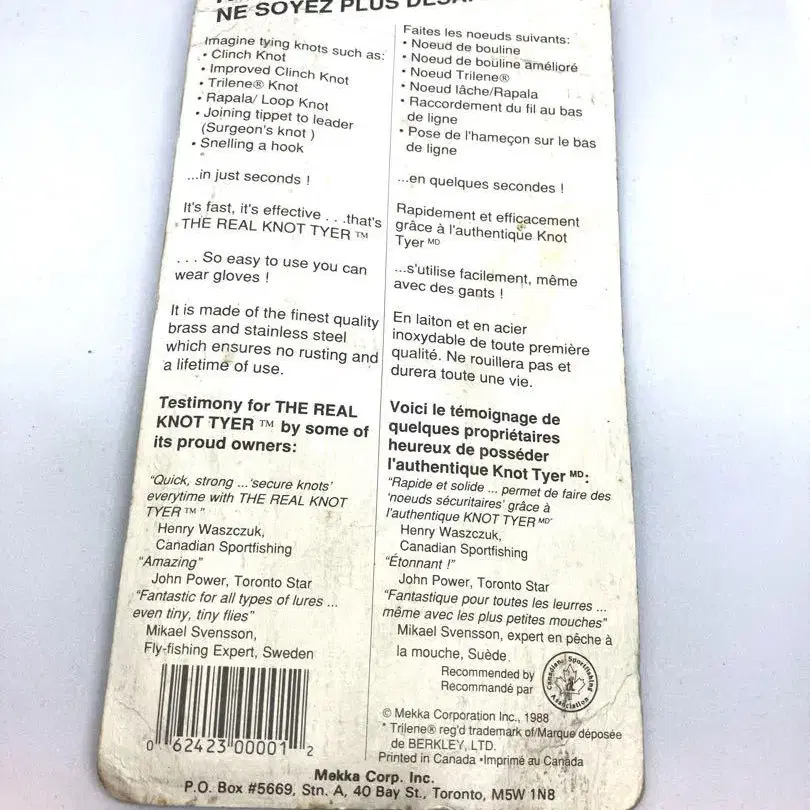 NE SOYEZ PLUS
Imagine tying knots such as:
• Clinch Knot
• Improved Clinch Knot
• Trilene® Knot
• Rapala/ Loop Knot
• Joining tippet to leader
(Surgeon's knot )
• Snelling a hook
...in just seconds !
It's fast, it's effective . . .that's
THE REAL KNOT TYER ™
. . . So easy to use you can
wear gloves !
It is made of the finest quality
brass and stainless steel
which ensures no rusting and
a lifetime of use.
Testimony for THE REAL
KNOT TYER ™ by some of
its proud owners:
"Quick, strong ...'secure knots'
everytime with THE REAL KNOT
TYER ™ "
Henry Waszczuk,
Canadian Sportfishing
"Amazing"
John Power, Toronto Star
"Fantastic for all types of lures ...
even tiny, tiny flies"
Mikael Svensson,
Fly-fishing Expert, Sweden
0 62423 00001 2
Faites les noeuds suivants:
• Noeud de bouline
• Noeud de bouline amélioré
• Noeud Trilene®
• Noeud lâche/Rapala
• Raccordement du fil au bas
de ligne
• Pose de l'hameçon sur le bas
de ligne
...en quelques secondes !
Rapidement et efficacement
grâce à l'authentique Knot
Tyer MD
...s'utilise facilement, même
avec des gants !
En laiton et en acier
inoxydable de toute première
qualité. Ne rouillera pas et
durera toute une vie.
Voici le témoignage de
quelques propriétaires
heureux de posséder
l'authentique Knot Tyer MD:
"Rapide et solide ... permet de faire des
'noeuds sécuritaires' grâce à
l'authentique KNOT TYER MD"
Henry Waszczuk,
Canadian Sportfishing
"Étonnant !"
John Power, Toronto Star
"Fantastique pour toutes les leurres ...
même avec les plus petites mouches"
Mikael Svensson, expert en pêche à
la mouche, Suède
Recommended by
Recommandé par
Canadian Sportfishing Association
© Mekka Corporation Inc., 1988
* Trilene® reg'd trademark of/Marque déposée
de BERKLEY, LTD.
Printed in Canada •Imprimé au Canada
Mekka Corp. Inc.
P.O. Box #5669, Stn. A, 40 Bay St., Toronto, M5W 1N8